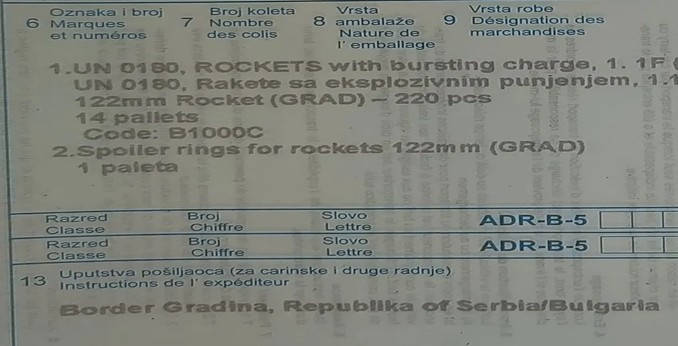 6 Oznaka i broj
Marques
et numéros
7 Broj koleta
Nombre
des colis
8 Vrsta
ambalaže
Nature de
l' emballage
9 Vrsta robe
Désignation des
marchandises
1.UN 0180, ROCKETS with bursting charge, 1. 1F
UN 0180, Rakete sa eksplozivnim punjenjem, 1.1
122mm Rocket (GRAD) – 220 pcs
14 pallets
Code: B1000C
2.Spoiler rings for rockets 122mm (GRAD)
1 paleta
Razred Broj Slovo
Classe Chiffre Lettre
ADR-B-5
Razred Broj Slovo
Classe Chiffre Lettre
ADR-B-5
13 Uputstva pošiljaoca (za carinske i druge radnje)
Instructions de l' expéditeur
Border Gradina, Republika of Serbia/Bulgaria